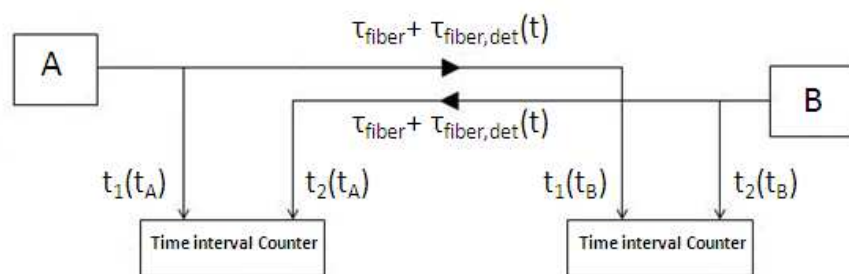 τfiber+ τfiber,det(t)
A
B
τfiber+ τfiber,det(t)
t1(tA)
t2(tA)
t1(tB)
t2(tB)
Time interval Counter
Time interval Counter